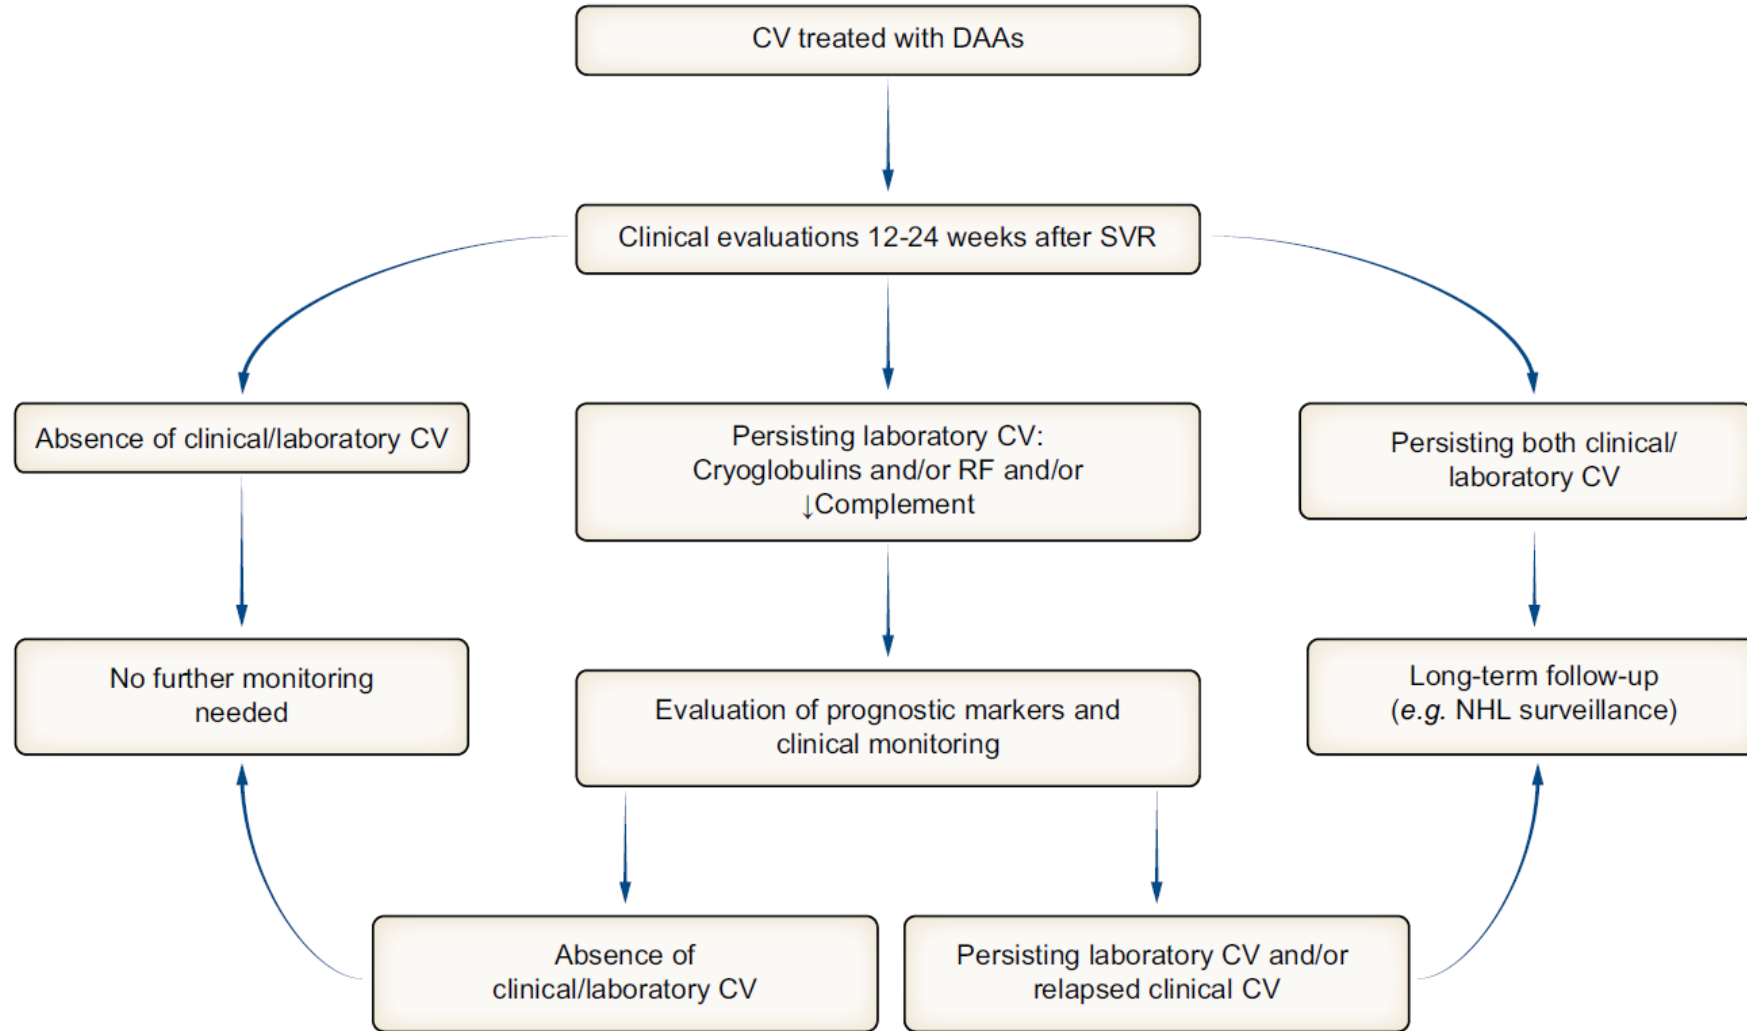 CV treated with DAAs
Clinical evaluations 12-24 weeks after SVR
Absence of clinical/laboratory CV
Persisting laboratory CV:
Cryoglobulins and/or RF and/or
↓Complement
Persisting both clinical/
laboratory CV
No further monitoring
needed
Evaluation of prognostic markers and
clinical monitoring
Long-term follow-up
(e.g. NHL surveillance)
Absence of
clinical/laboratory CV
Persisting laboratory CV and/or
relapsed clinical CV